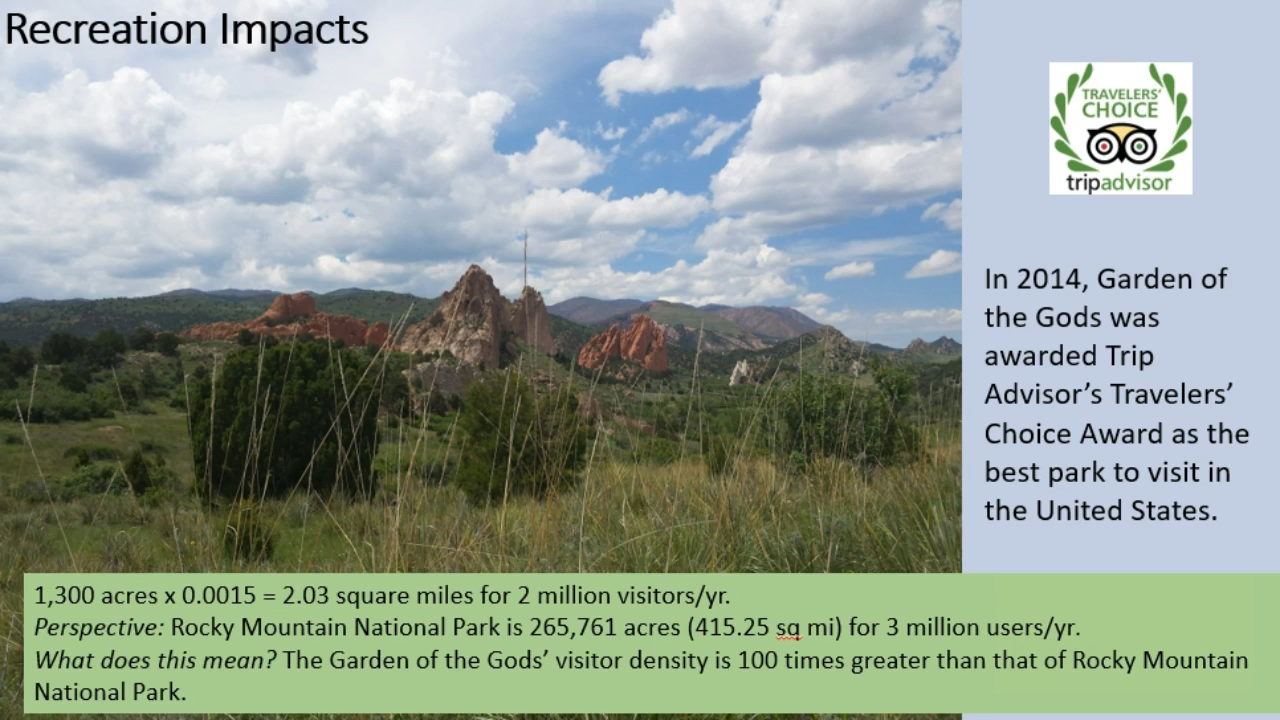 Recreation Impacts
TRAVELERS'
CHOICE
tripadvisor
In 2014, Garden of
the Gods was
awarded Trip
Advisor’s Travelers’
Choice Award as the
best park to visit in
the United States.
1,300 acres x 0.0015 = 2.03 square miles for 2 million visitors/yr.
Perspective: Rocky Mountain National Park is 265,761 acres (415.25 sq mi) for 3 million users/yr.
What does this mean? The Garden of the Gods’ visitor density is 100 times greater than that of Rocky Mountain
National Park.